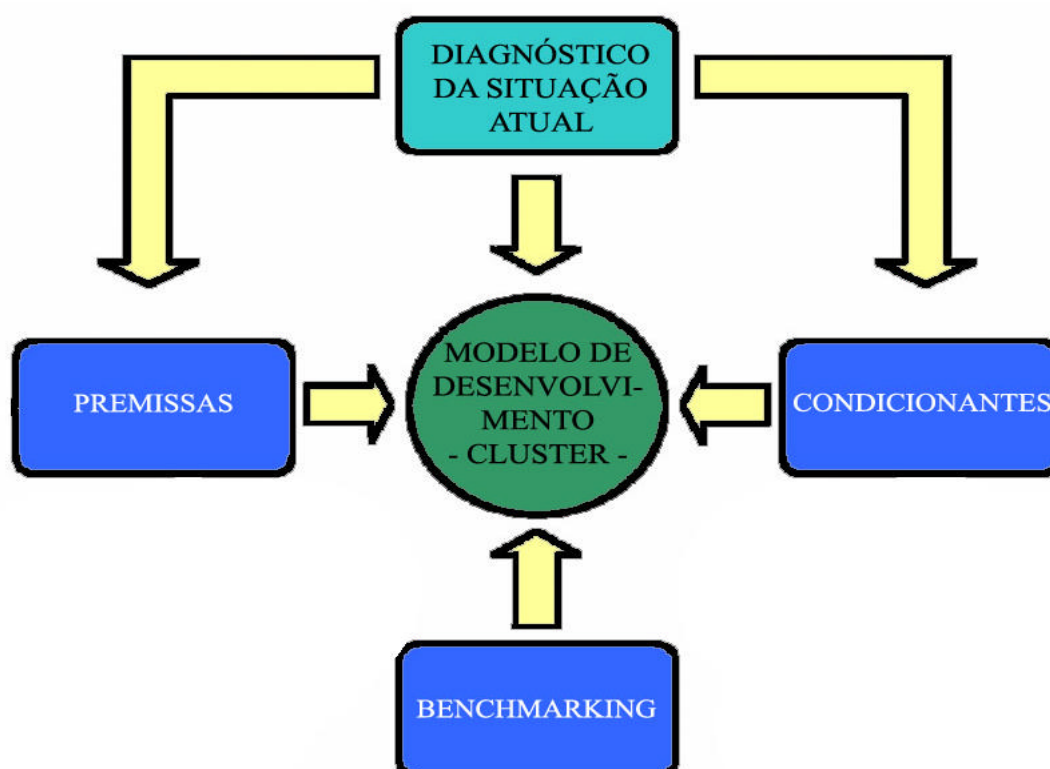 DIAGNÓSTICO
DA SITUAÇÃO
ATUAL
PREMISSAS
MODELO DE
DESENVOLVI-
MENTO
- CLUSTER -
CONDICIONANTES
BENCHMARKING